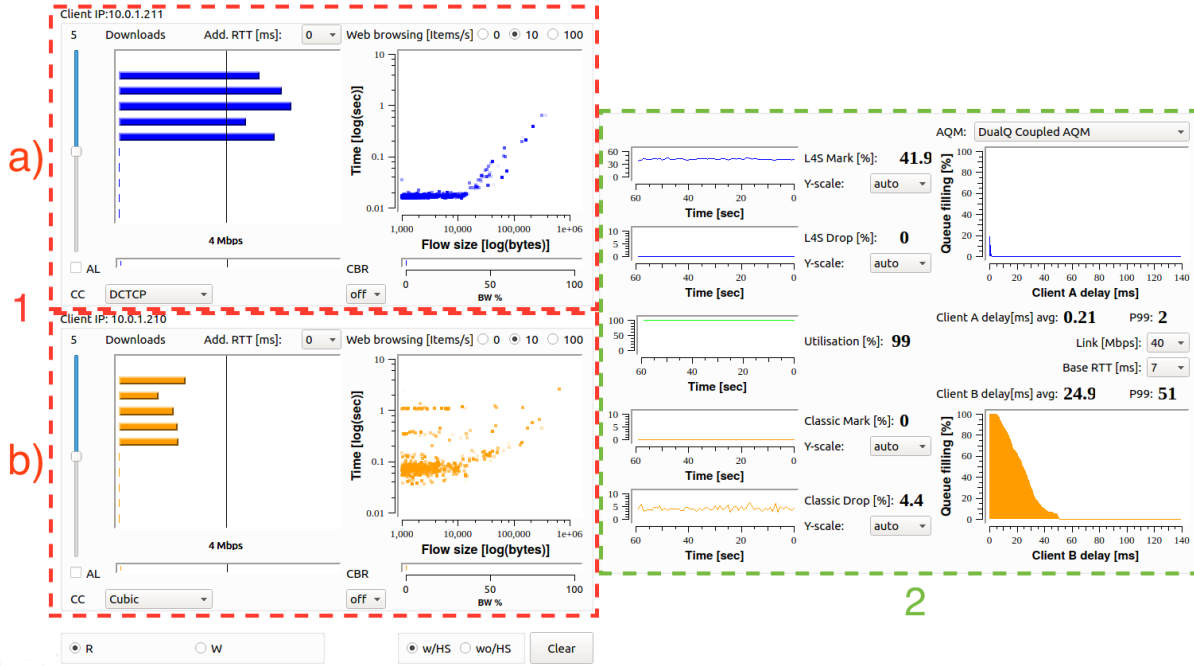 Client IP:10.0.1.211
5 Downloads Add. RTT [ms]: 0 Web browsing [Items/s] 0 10 100
10
1
0.1
0.01
Time [log(sec)]
1,000 10,000 100,000 1e+06
Flow size [log(bytes)]
4 Mbps
AL
CBR
0 50 100
BW %
CC DCTCP off
a)
1
Client IP: 10.0.1.210
5 Downloads Add. RTT [ms]: 0 Web browsing [Items/s] 0 10 100
10
1
0.1
0.01
Time [log(sec)]
1,000 10,000 100,000 1e+06
Flow size [log(bytes)]
4 Mbps
AL
CBR
0 50 100
BW %
CC Cubic off
b)
R W w/HS wo/HS Clear
AQM: DualQ Coupled AQM
60
30
0
60 40 20 0
Time [sec]
L4S Mark [%]: 41.9
Y-scale: auto
10
5
0
60 40 20 0
Time [sec]
L4S Drop [%]: 0
Y-scale: auto
100
80
60
40
20
0
Queue filling [%]
0 20 40 60 80 100 120 140
Client A delay [ms]
Client A delay[ms] avg: 0.21 P99: 2
100
50
0
60 40 20 0
Time [sec]
Utilisation [%]: 99
Link [Mbps]: 40
Base RTT [ms]: 7
Client B delay[ms] avg: 24.9 P99: 51
10
5
0
60 40 20 0
Time [sec]
Classic Mark [%]: 0
Y-scale: auto
10
5
0
60 40 20 0
Time [sec]
Classic Drop [%]: 4.4
Y-scale: auto
100
80
60
40
20
0
Queue filling [%]
0 20 40 60 80 100 120 140
Client B delay [ms]
2